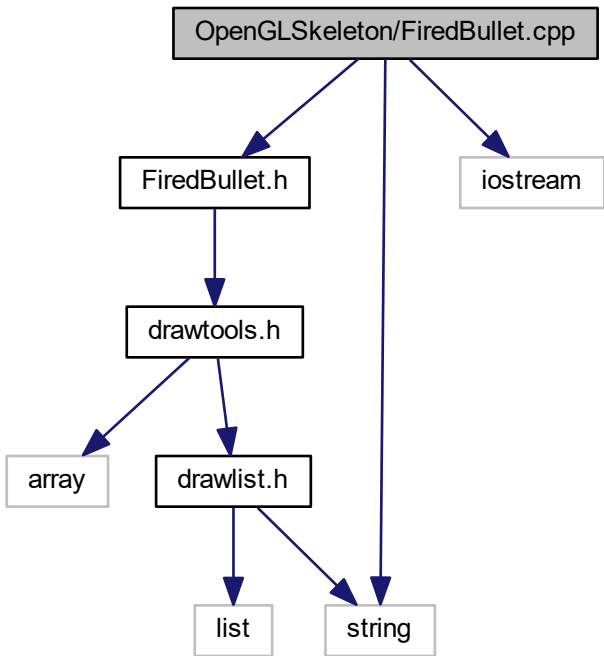 OpenGLSkeleton/FiredBullet.cpp
FiredBullet.h
iostream
drawtools.h
array
drawlist.h
list
string